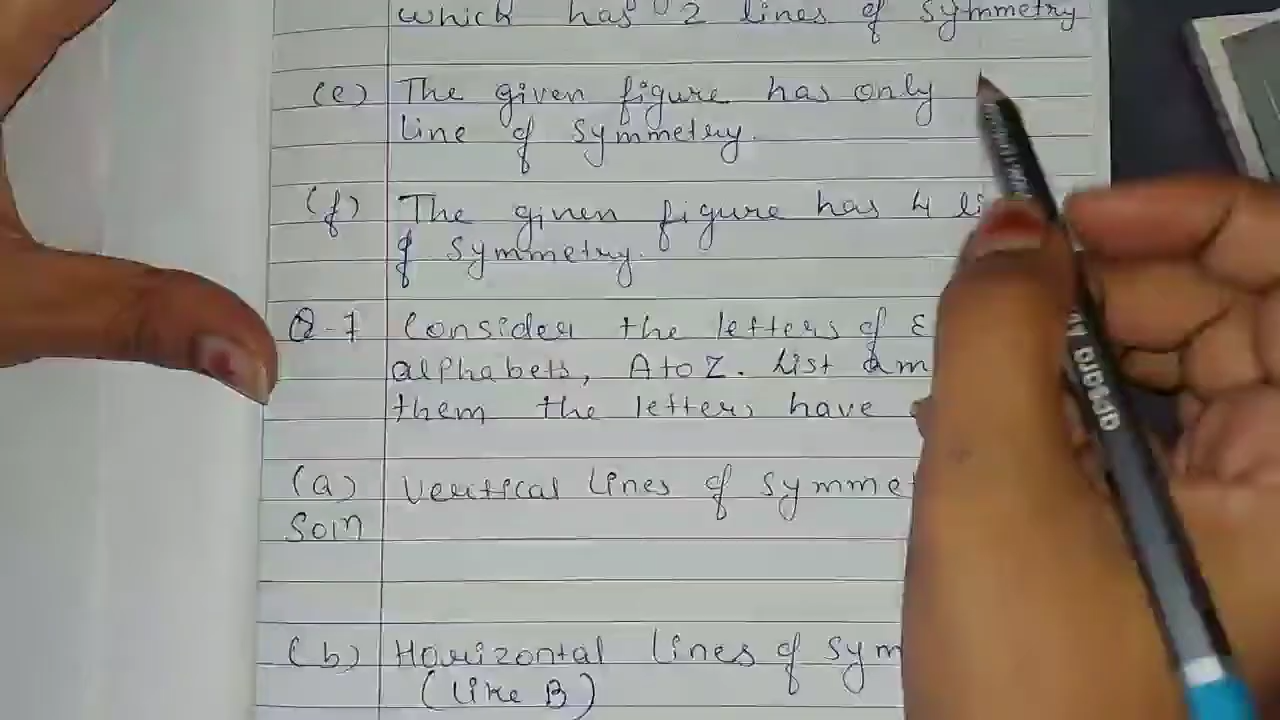 which has 2 lines of symmetry
(e) The given figure has only
line of symmetry.
(f) The given figure has 4
of symmetry.
Q-7 Consider the letters of
alphabets, A to Z. List
them the letters have
(a) Vertical lines of
Soln
(b) Horizontal lines of
(like B)